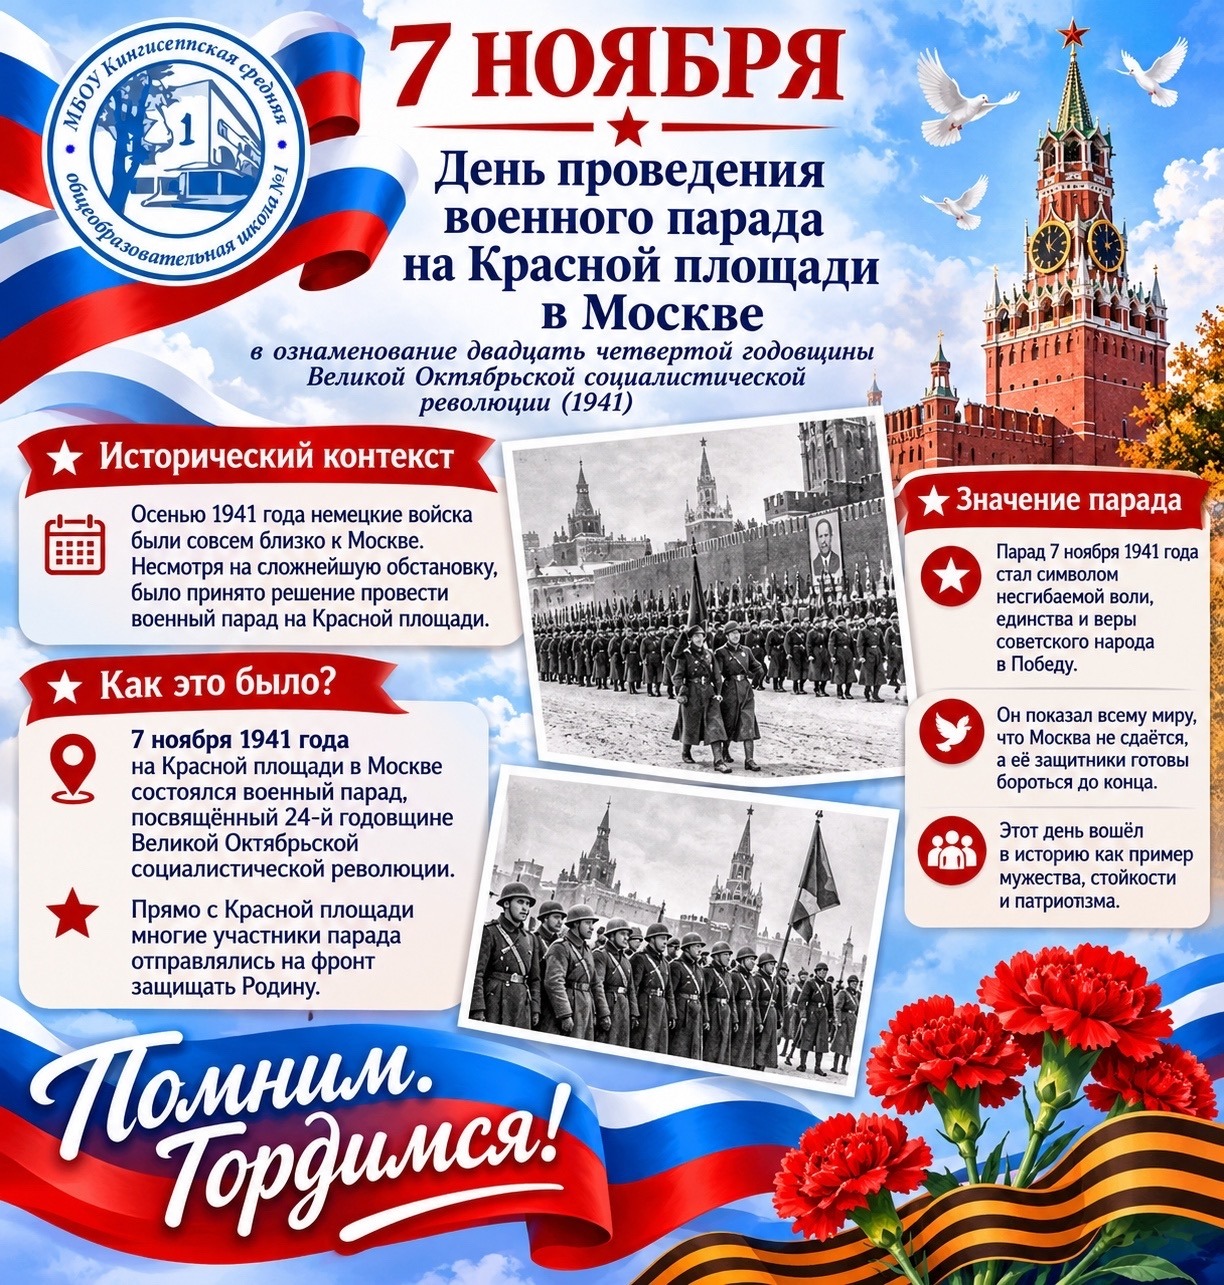 МБОУ Кингисеппская средняя
общеобразовательная школа №1
1
7 НОЯБРЯ
День проведения
военного парада
на Красной площади
в Москве
в ознаменование двадцать четвертой годовщины
Великой Октябрьской социалистической
революции (1941)
Исторический контекст
Осенью 1941 года немецкие войска
были совсем близко к Москве.
Несмотря на сложнейшую обстановку,
было принято решение провести
военный парад на Красной площади.
Как это было?
7 ноября 1941 года
на Красной площади в Москве
состоялся военный парад,
посвящённый 24-й годовщине
Великой Октябрьской
социалистической революции.
Прямо с Красной площади
многие участники парада
отправлялись на фронт
защищать Родину.
Значение парада
Парад 7 ноября 1941 года
стал символом
несгибаемой воли,
единства и веры
советского народа
в Победу.
Он показал всему миру,
что Москва не сдаётся,
а её защитники готовы
бороться до конца.
Этот день вошёл
в историю как пример
мужества, стойкости
и патриотизма.
Помним.
Гордимся!